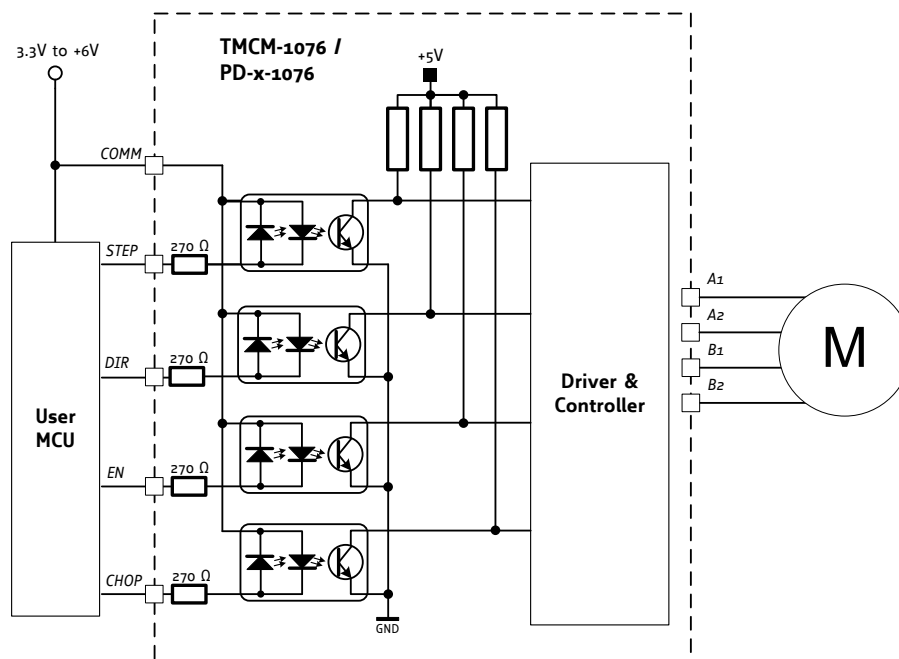 3.3V to +6V
TMCM-1076 /
PD-x-1076
+5V
COMM
STEP
270 Ω
DIR
270 Ω
EN
270 Ω
CHOP
270 Ω
User
MCU
GND
Driver &
Controller
A1
A2
B1
B2
M